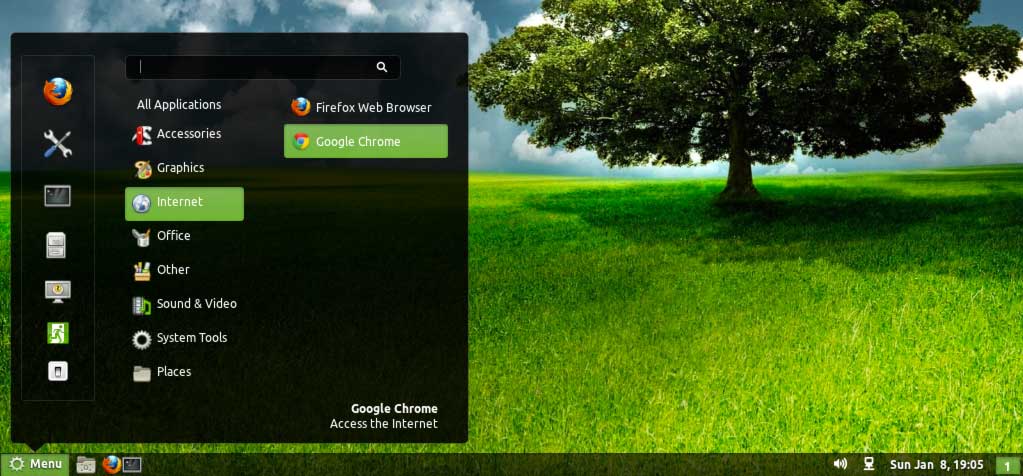 All Applications
Accessories
Graphics
Internet
Office
Other
Sound & Video
System Tools
Places
Firefox Web Browser
Google Chrome
Google Chrome
Access the Internet
Menu
Sun Jan 8, 19:05
1